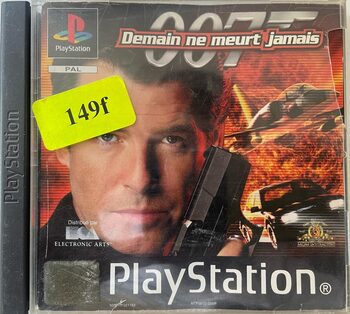 PlayStation
PAL
007
Demain ne meurt jamais
149f
PlayStation
Distribué par
ELECTRONIC ARTS
PlayStation®